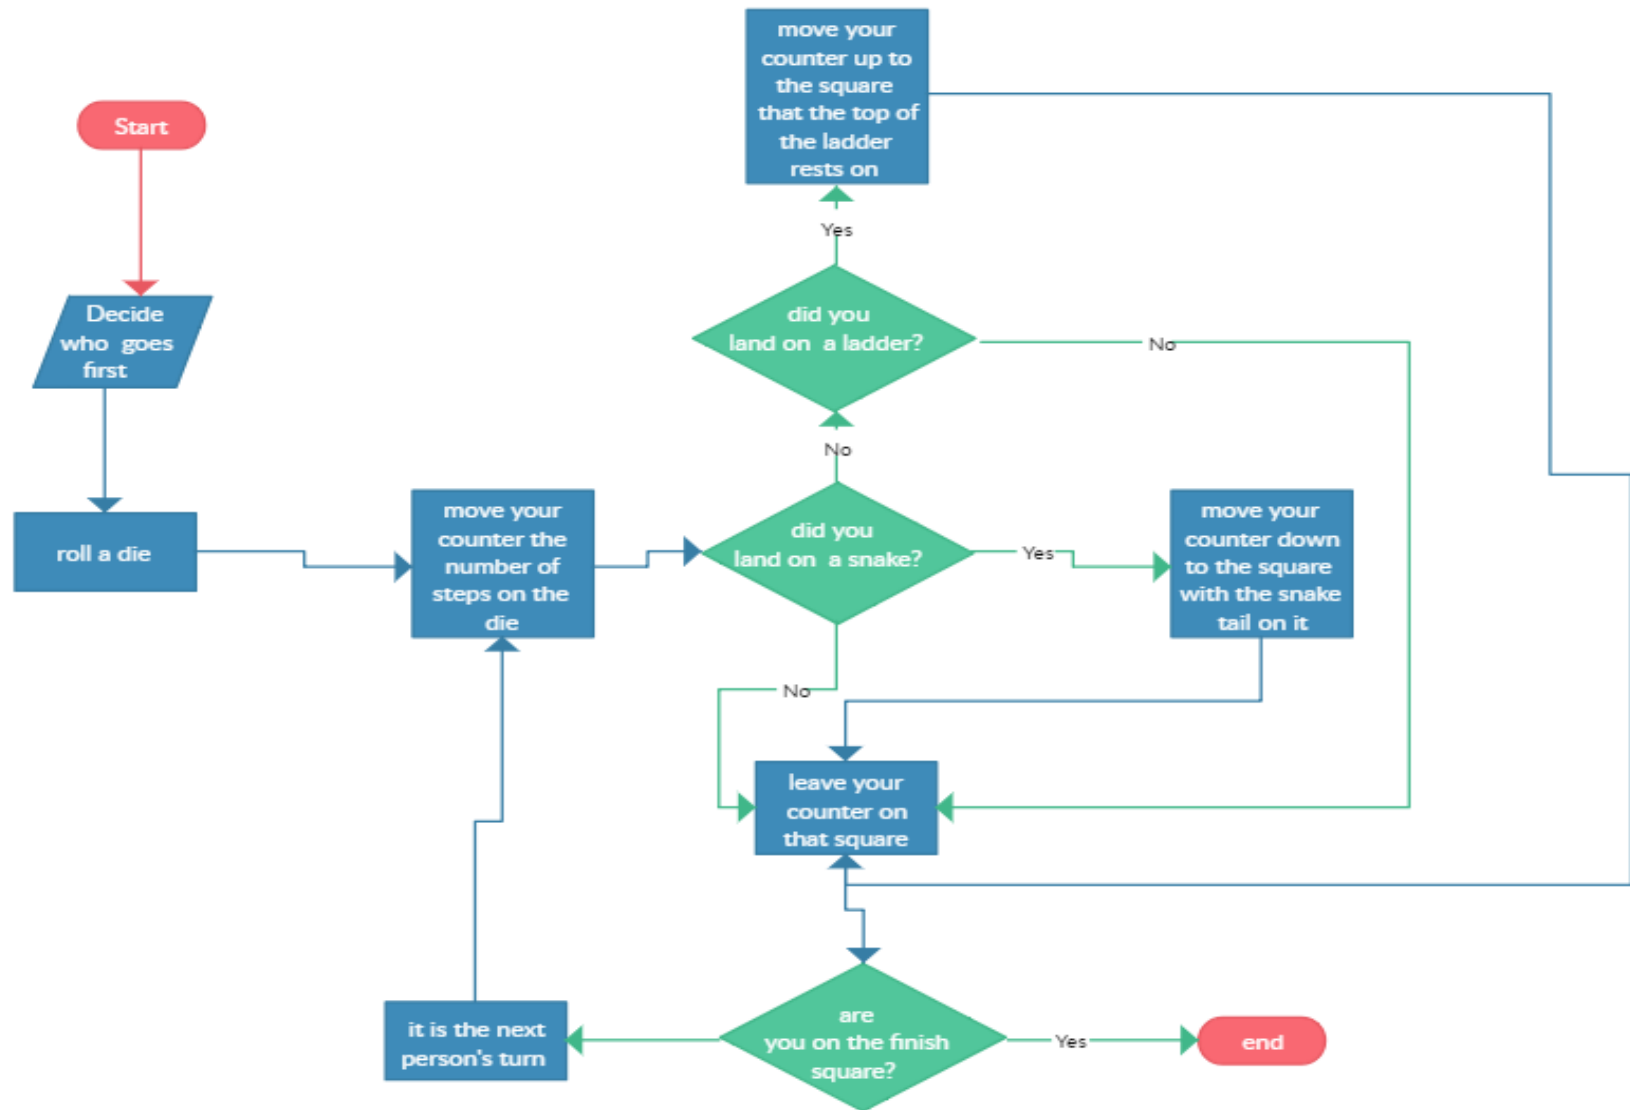 Start
Decide
who goes
first
roll a die
move your
counter the
number of
steps on the
die
did you
land on a snake?
No
did you
land on a ladder?
Yes
move your
counter up to
the square
that the top of
the ladder
rests on
No
Yes
move your
counter down
to the square
with the snake
tail on it
No
leave your
counter on
that square
are
you on the finish
square?
Yes
end
it is the next
person's turn